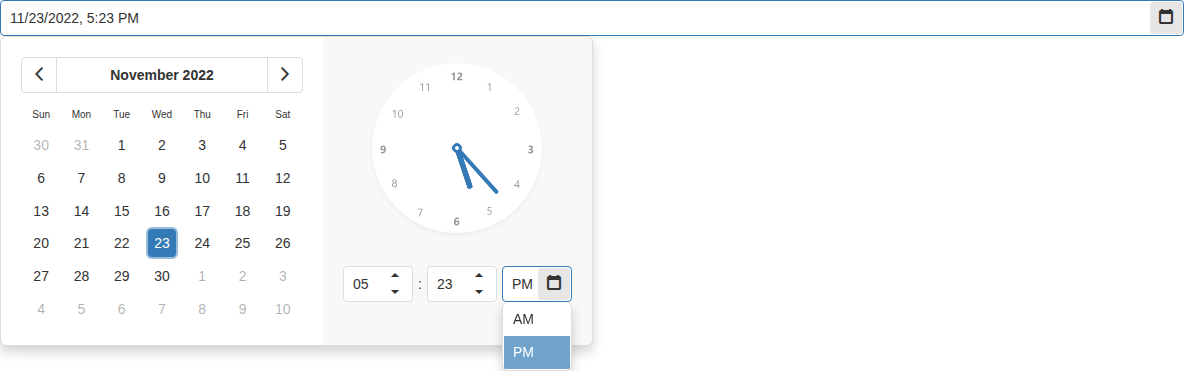 11/23/2022, 5:23 PM
November 2022
Sun Mon Tue Wed Thu Fri Sat
30 31 1 2 3 4 5
6 7 8 9 10 11 12
13 14 15 16 17 18 19
20 21 22 23 24 25 26
27 28 29 30 1 2 3
4 5 6 7 8 9 10
12
11 1
10 2
9 3
8 4
7 5
6
05 : 23 PM
AM
PM